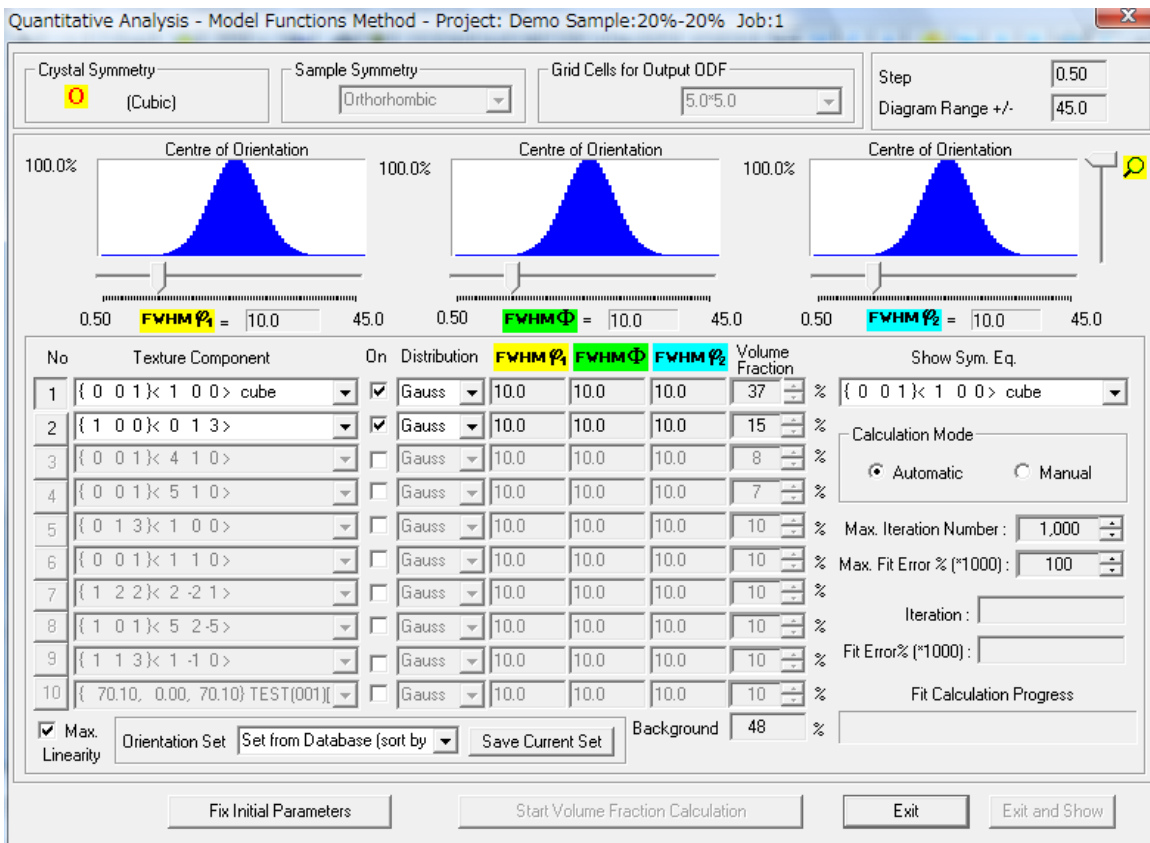 Quantitative Analysis - Model Functions Method - Project: Demo Sample:20%-20% Job:1
X
Crystal Symmetry
O (Cubic)
Sample Symmetry
Orthorhombic
Grid Cells for Output ODF
5.0*5.0
Step 0.50
Diagram Range +/- 45.0
Centre of Orientation Centre of Orientation Centre of Orientation
100.0% 100.0% 100.0%
0.50 FWHM φ1 = 10.0 45.0 0.50 FWHM Φ = 10.0 45.0 0.50 FWHM φ2 = 10.0 45.0
No Texture Component On Distribution FWHM φ1 FWHM Φ FWHM φ2 Volume Fraction Show Sym. Eq.
1 { 0 0 1}< 1 0 0> cube Gauss 10.0 10.0 10.0 37 % { 0 0 1}< 1 0 0> cube
2 { 1 0 0}< 0 1 3> Gauss 10.0 10.0 10.0 15 %
Calculation Mode
3 { 0 0 1}< 4 1 0> Gauss 10.0 10.0 10.0 8 %
Automatic Manual
4 { 0 0 1}< 5 1 0> Gauss 10.0 10.0 10.0 7 %
5 { 0 1 3}< 1 0 0> Gauss 10.0 10.0 10.0 10 % Max. Iteration Number : 1,000
6 { 0 0 1}< 1 1 0> Gauss 10.0 10.0 10.0 10 % Max. Fit Error % (*1000) : 100
7 { 1 2 2}< 2 -2 1> Gauss 10.0 10.0 10.0 10 %
8 { 1 0 1}< 5 2 -5> Gauss 10.0 10.0 10.0 10 % Iteration :
9 { 1 1 3}< 1 -1 0> Gauss 10.0 10.0 10.0 10 % Fit Error% (*1000) :
10 { 70.10, 0.00, 70.10} TEST(001)[ Gauss 10.0 10.0 10.0 10 % Fit Calculation Progress
Max. Linearity Orientation Set Set from Database (sort by Save Current Set Background 48 %
Fix Initial Parameters Start Volume Fraction Calculation Exit Exit and Show